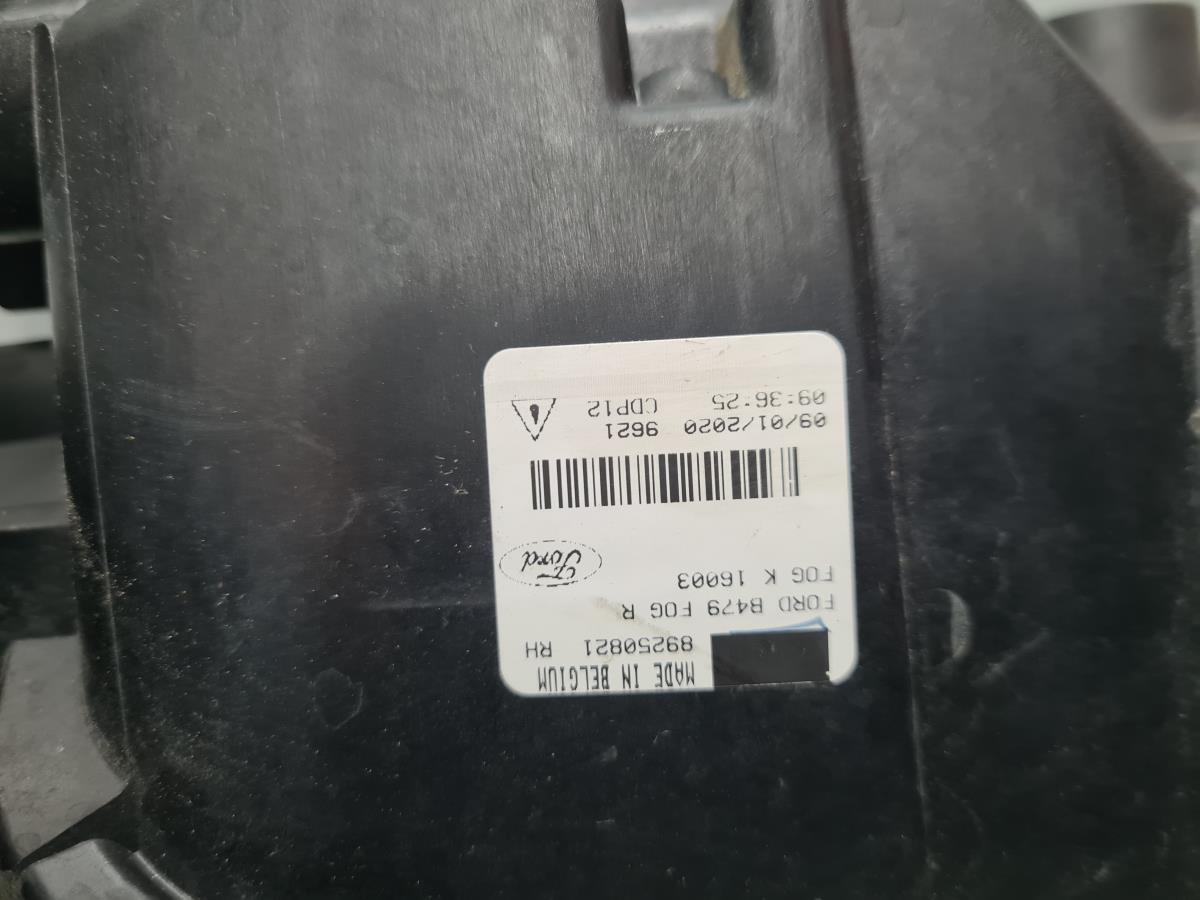 MADE IN BELGIUM
89250821 RH
FORD B479 FOG R
FOG K 16003
Ford
09/01/2020 9621
09:36:25 CDP12